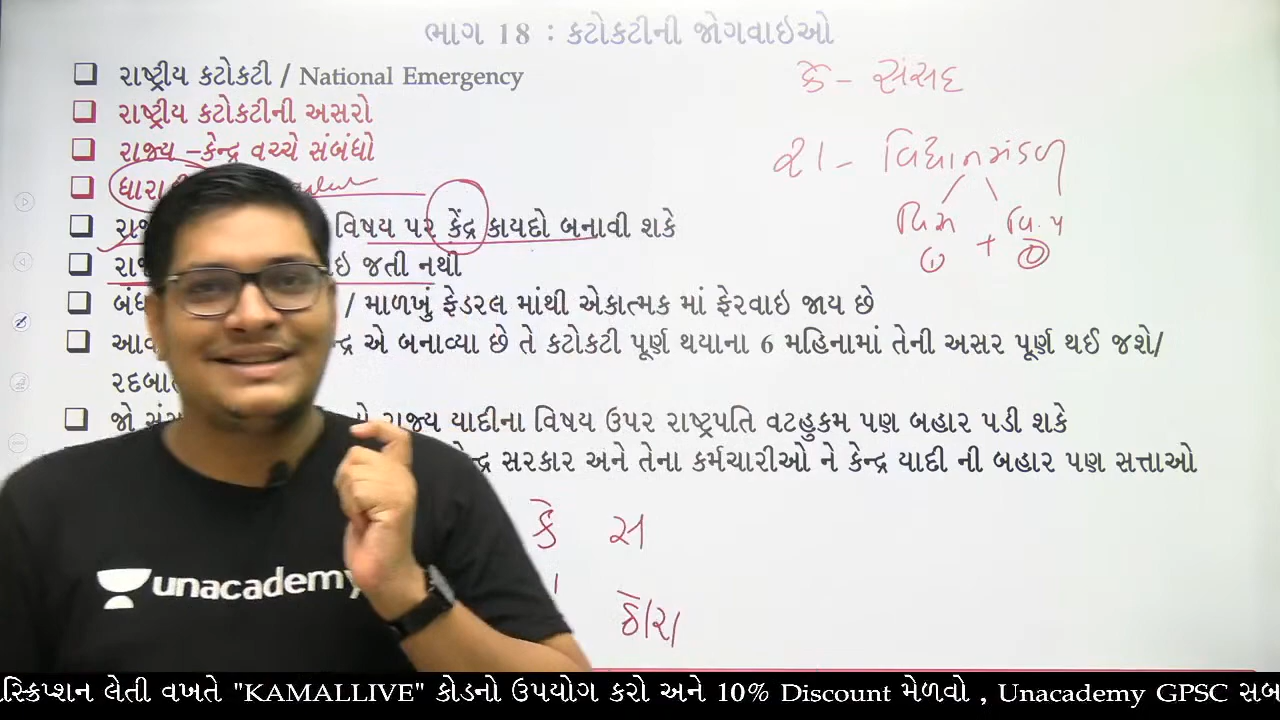 ભાગ 18 : કટોકટીની જોગવાઇઓ
રાષ્ટ્રીય કટોકટી / National Emergency
રાષ્ટ્રીય કટોકટીની અસરો
રાજ્ય –કેન્દ્ર વચ્ચે સંબંધો
ધારા
વિષય પર કેંદ્ર કાયદો બનાવી શકે
જતી નથી
/ માળખું ફેડરલ માંથી એકાત્મક માં ફેરવાઇ જાય છે
એ બનાવ્યા છે તે કટોકટી પૂર્ણ થયાના 6 મહિનામાં તેની અસર પૂર્ણ થઈ જશે/
જો રાજ્ય યાદીના વિષય ઉપર રાષ્ટ્રપતિ વટહુકમ પણ બહાર પડી શકે
સરકાર અને તેના કર્મચારીઓ ને કેન્દ્ર યાદી ની બહાર પણ સત્તાઓ
કે – સંસદ
રા – વિધાનમંડળ
વિ.સ + વિ. પ
કે સ
unacademy
લેતી વખતે "KAMALLIVE" કોડનો ઉપયોગ કરો અને 10% Discount મેળવો , Unacademy GPSC